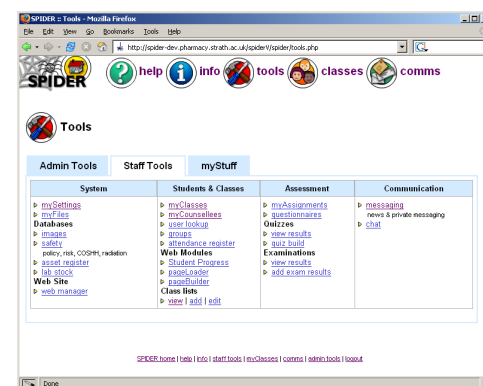 SPIDER :: Tools - Mozilla Firefox
File Edit View Go Bookmarks Tools Help
http://spider-dev.pharmacy.strath.ac.uk/spiderV/spider/tools.php
SPIDER help info tools classes comms
Tools
Admin Tools Staff Tools myStuff
System Students & Classes Assessment Communication
mySettings
myFiles
Databases
images
safety
policy, risk, COSHH, radiation
asset register
lab stock
Web Site
web manager
myClasses
myCounsellees
user lookup
groups
attendance register
Web Modules
Student Progress
pageLoader
pageBuilder
Class lists
view | add | edit
myAssignments
questionnaires
Quizzes
view results
quiz build
Examinations
view results
add exam results
messaging
news & private messaging
chat
SPIDER home | help | info | staff tools | myClasses | comms | admin tools | logout
Done